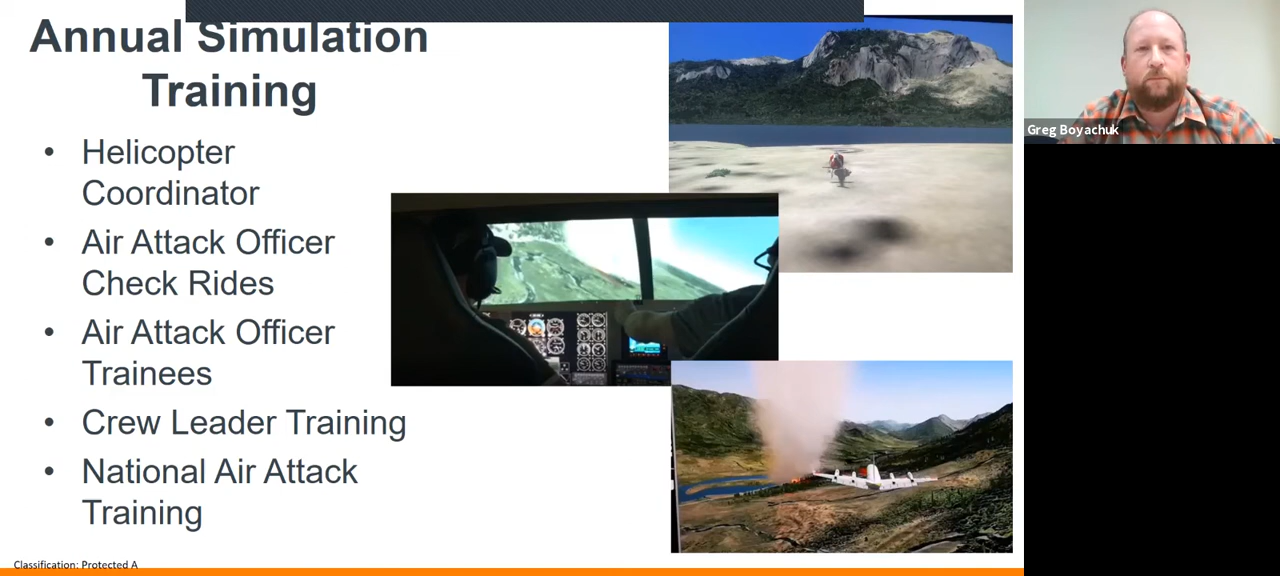 Annual Simulation
Training
• Helicopter
Coordinator
• Air Attack Officer
Check Rides
• Air Attack Officer
Trainees
• Crew Leader Training
• National Air Attack
Training
Classification: Protected A
Greg Boyachuk